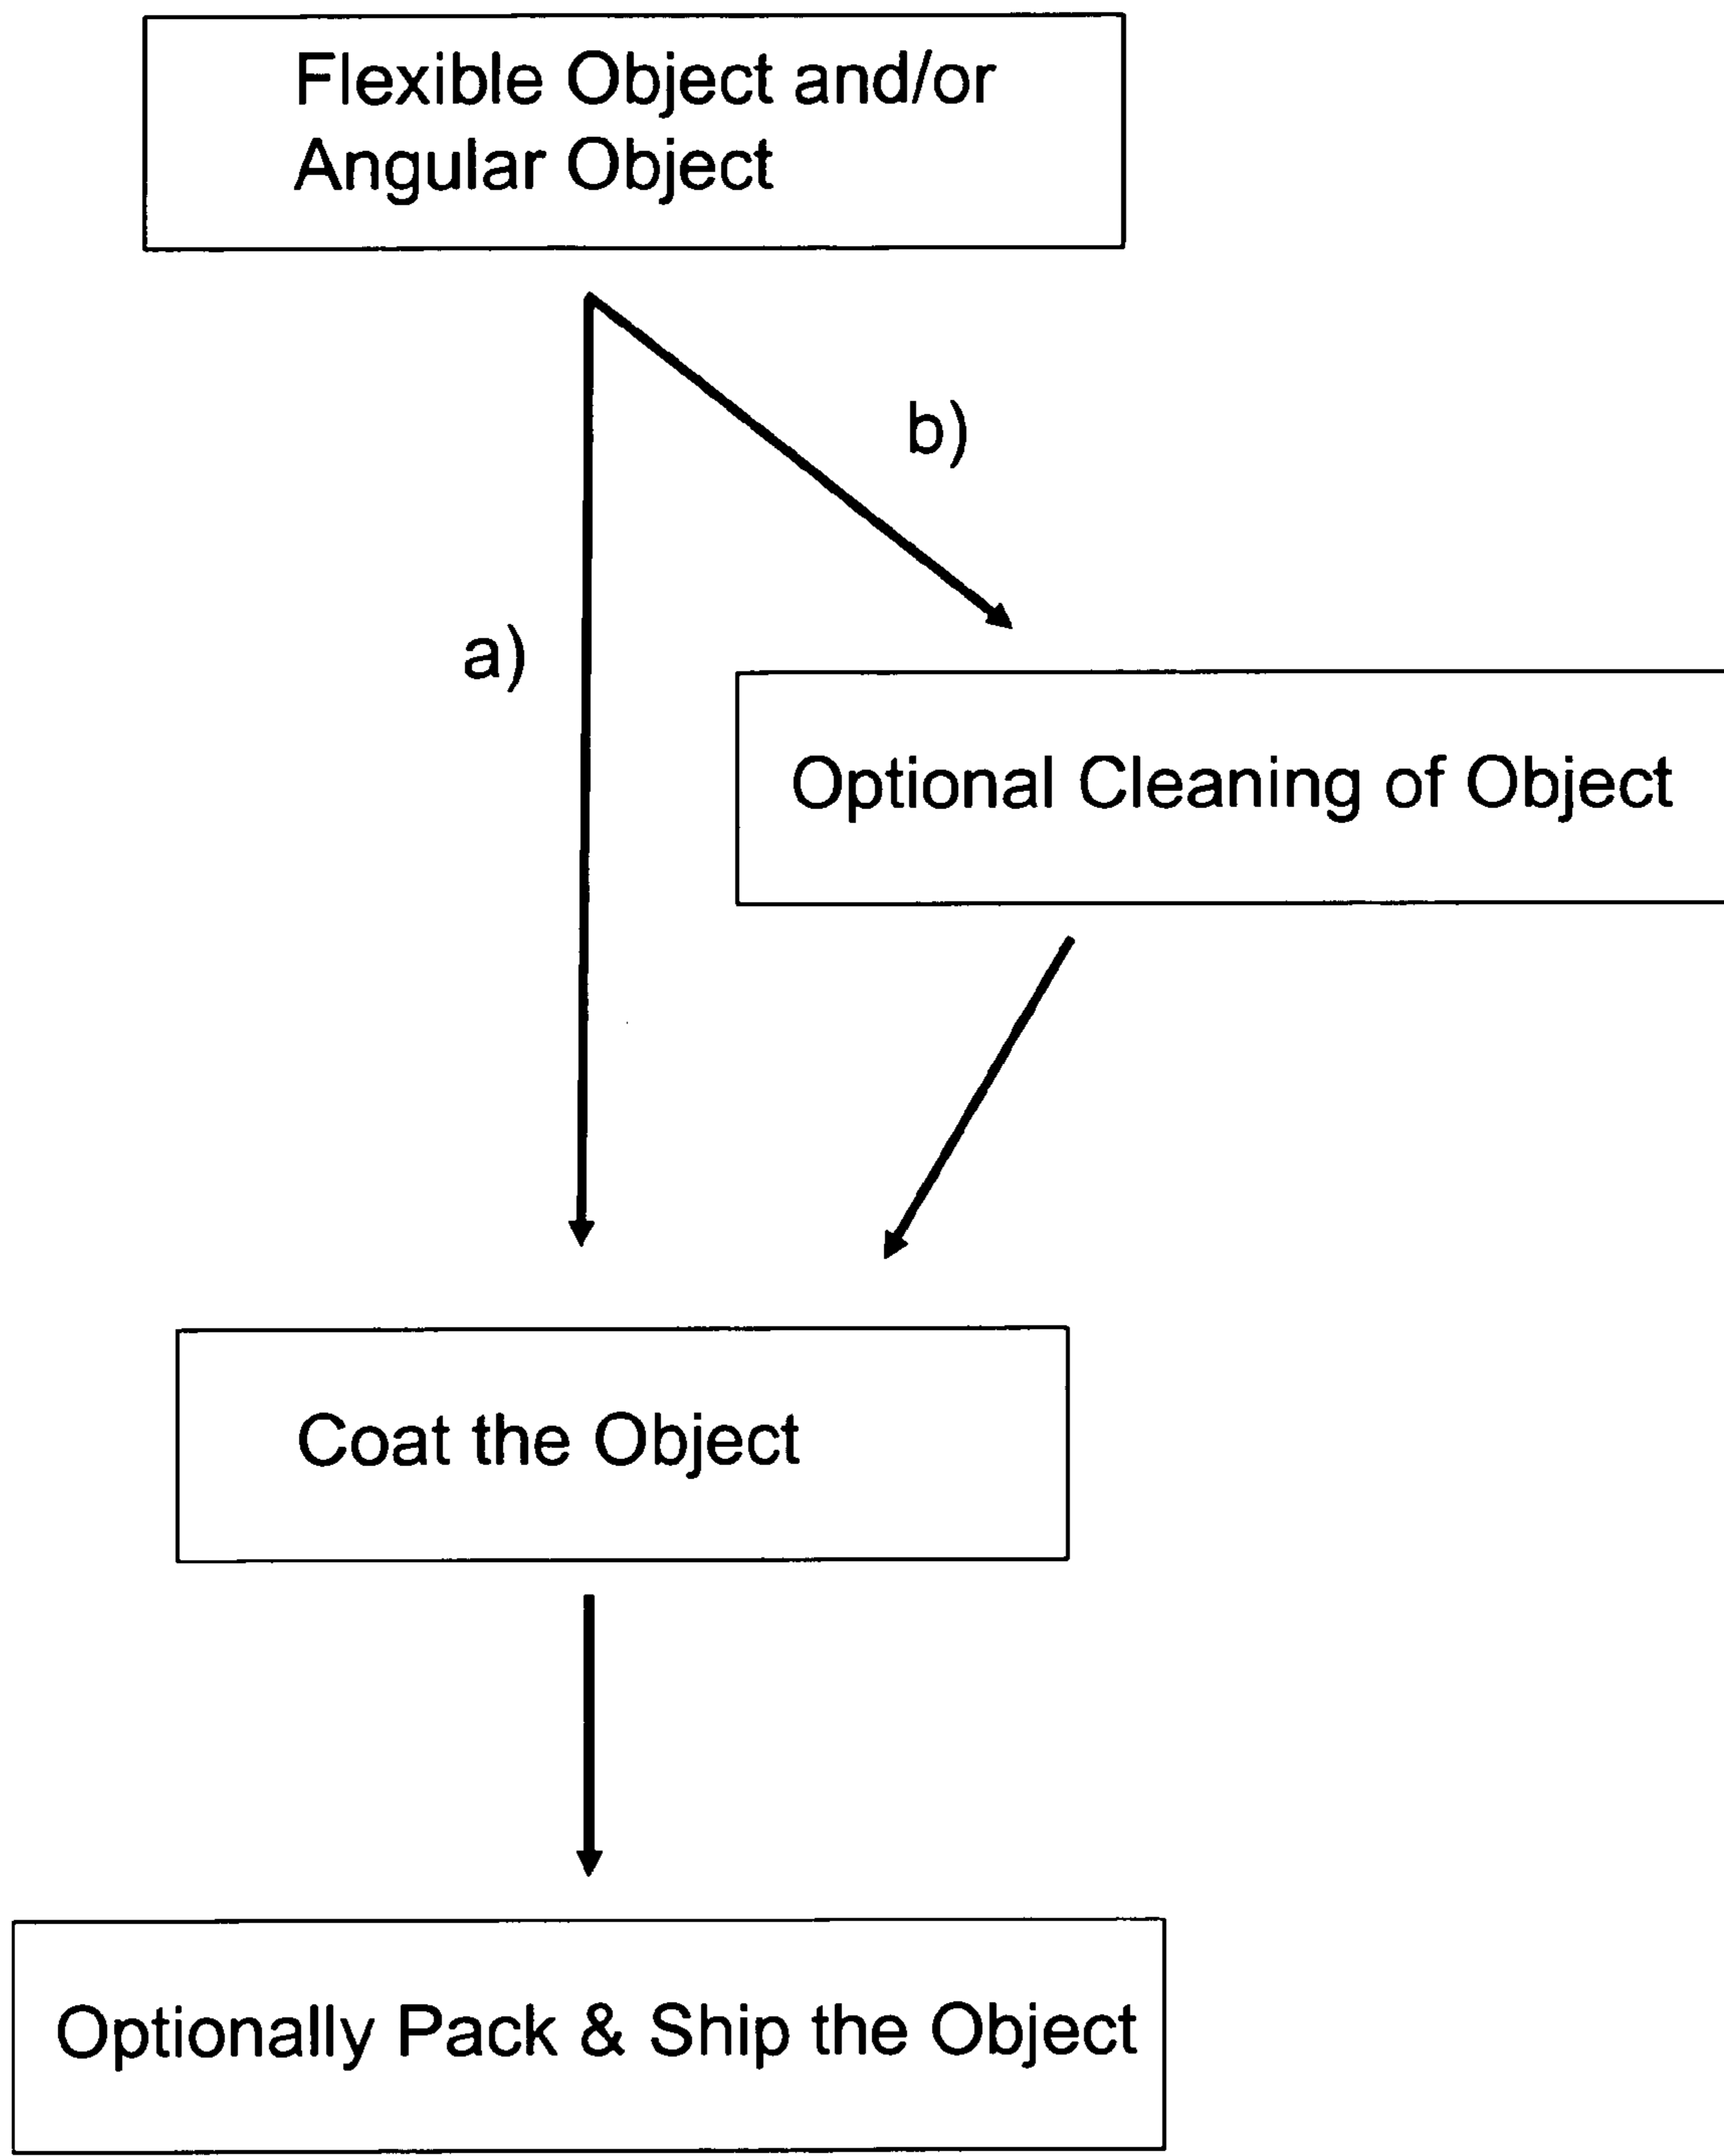 Flexible Object and/or
Angular Object
b)
a)
Optional Cleaning of Object
Coat the Object
Optionally Pack & Ship the Object